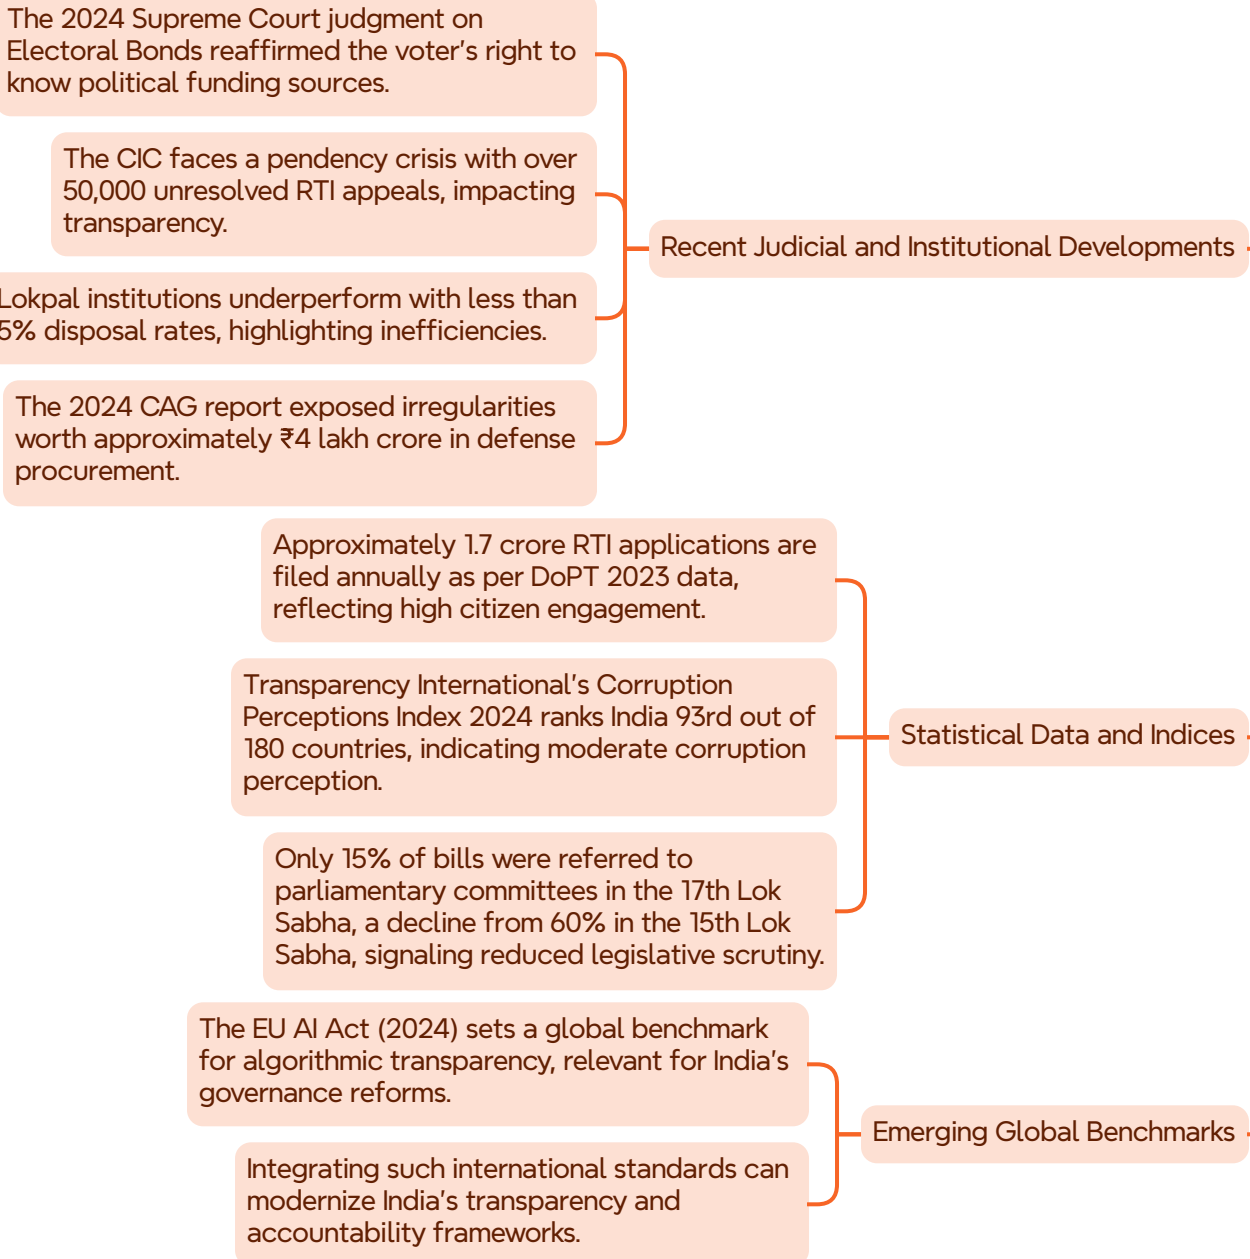 The 2024 Supreme Court judgment on
Electoral Bonds reaffirmed the voter's right to
know political funding sources.
The CIC faces a pendency crisis with over
50,000 unresolved RTI appeals, impacting
transparency.
Recent Judicial and Institutional Developments
Lokpal institutions underperform with less than
5% disposal rates, highlighting inefficiencies.
The 2024 CAG report exposed irregularities
worth approximately ₹4 lakh crore in defense
procurement.
Approximately 1.7 crore RTI applications are
filed annually as per DoPT 2023 data,
reflecting high citizen engagement.
Transparency International's Corruption
Perceptions Index 2024 ranks India 93rd out of
180 countries, indicating moderate corruption
perception.
Statistical Data and Indices
Only 15% of bills were referred to
parliamentary committees in the 17th Lok
Sabha, a decline from 60% in the 15th Lok
Sabha, signaling reduced legislative scrutiny.
The EU AI Act (2024) sets a global benchmark
for algorithmic transparency, relevant for India's
governance reforms.
Emerging Global Benchmarks
Integrating such international standards can
modernize India's transparency and
accountability frameworks.